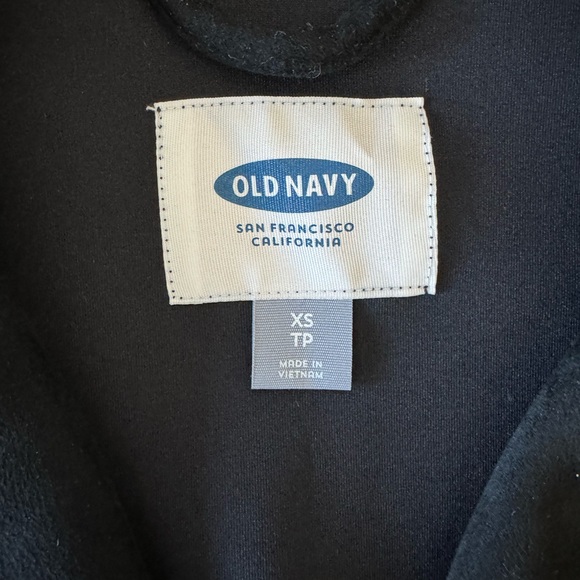 OLD NAVY
SAN FRANCISCO
CALIFORNIA
XS
TP
MADE IN
VIETNAM